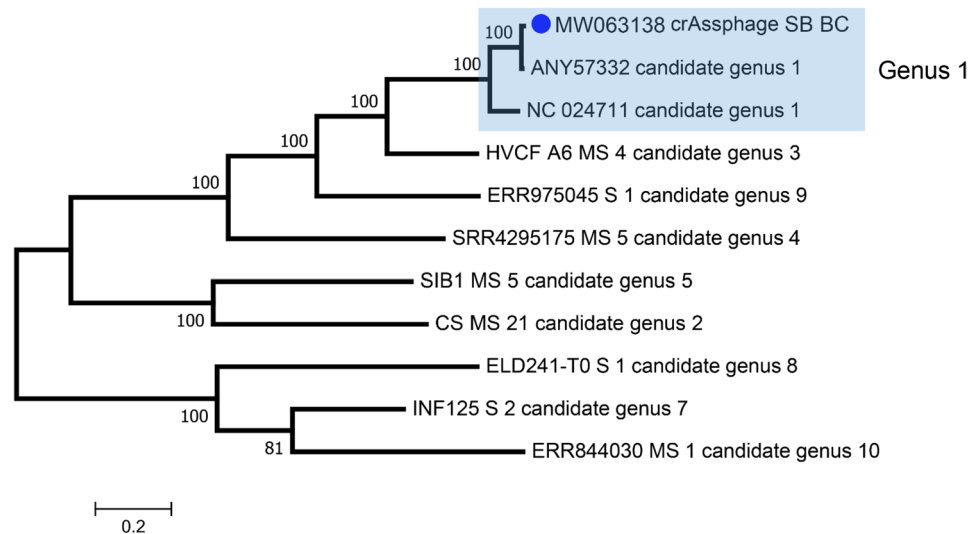 100
MW063138 crAssphage SB BC
100
ANY57332 candidate genus 1
Genus 1
100
NC 024711 candidate genus 1
100
HVCF A6 MS 4 candidate genus 3
100
ERR975045 S 1 candidate genus 9
SRR4295175 MS 5 candidate genus 4
SIB1 MS 5 candidate genus 5
100
CS MS 21 candidate genus 2
ELD241-T0 S 1 candidate genus 8
100
INF125 S 2 candidate genus 7
81
ERR844030 MS 1 candidate genus 10
0.2